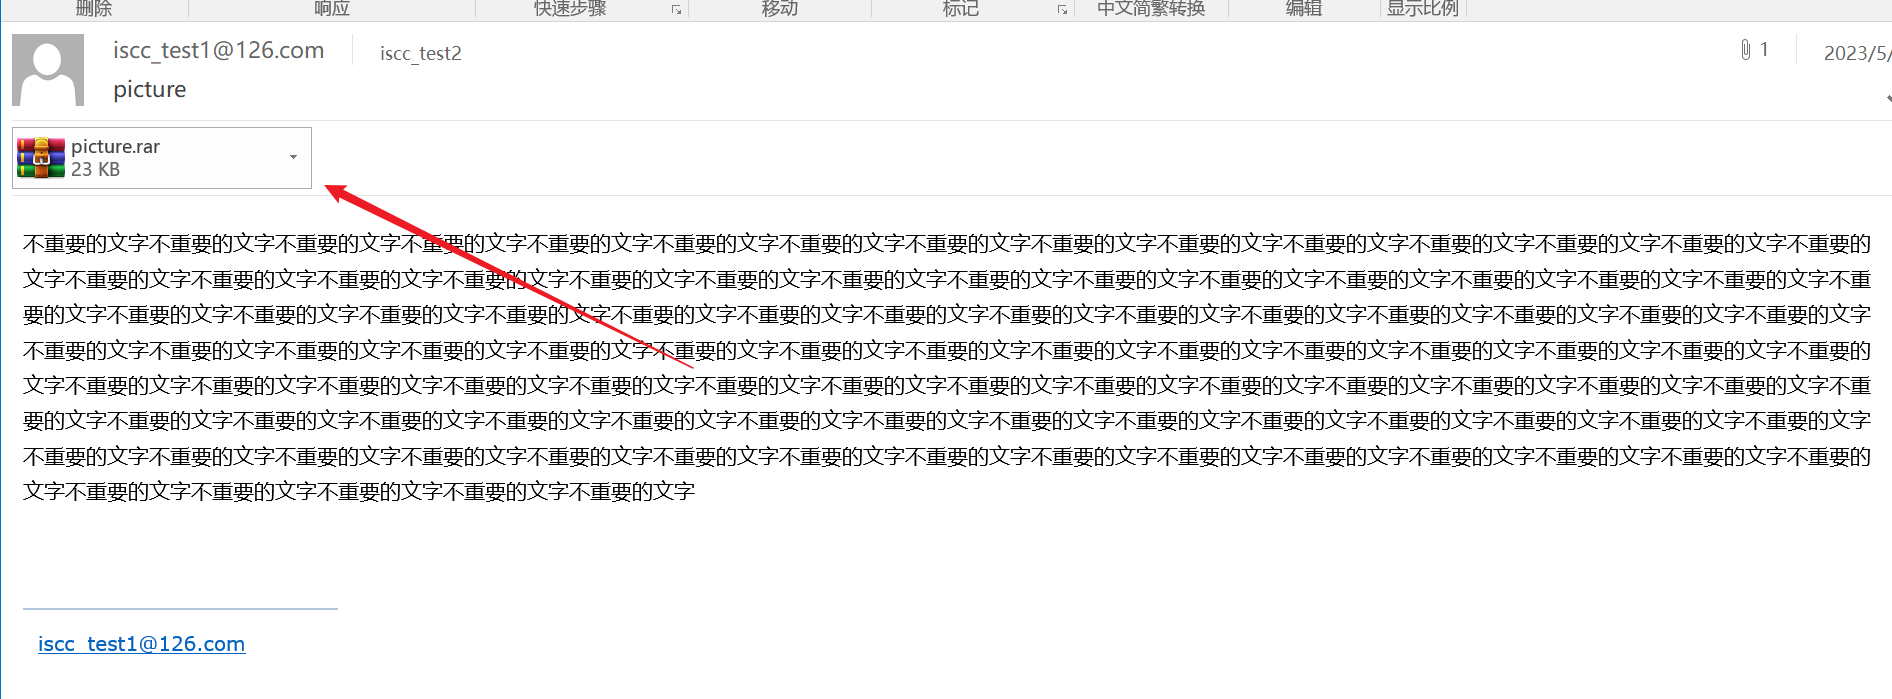 删除 响应 快速步骤 移动 标记 中文简繁转换 编辑 显示比例
iscc_test1@126.com iscc_test2 1 2023/5/
picture
picture.rar
23 KB
不重要的文字不重要的文字不重要的文字不重要的文字不重要的文字不重要的文字不重要的文字不重要的文字不重要的文字不重要的文字不重要的文字不重要的文字不重要的文字不重要的文字不重要的
文字不重要的文字不重要的文字不重要的文字不重要的文字不重要的文字不重要的文字不重要的文字不重要的文字不重要的文字不重要的文字不重要的文字不重要的文字不重要的文字不重要的文字不重
要的文字不重要的文字不重要的文字不重要的文字不重要的文字不重要的文字不重要的文字不重要的文字不重要的文字不重要的文字不重要的文字不重要的文字不重要的文字不重要的文字不重要的文字
不重要的文字不重要的文字不重要的文字不重要的文字不重要的文字不重要的文字不重要的文字不重要的文字不重要的文字不重要的文字不重要的文字不重要的文字不重要的文字不重要的文字不重要的
文字不重要的文字不重要的文字不重要的文字不重要的文字不重要的文字不重要的文字不重要的文字不重要的文字不重要的文字不重要的文字不重要的文字不重要的文字不重要的文字不重要的文字不重
要的文字不重要的文字不重要的文字不重要的文字不重要的文字不重要的文字不重要的文字不重要的文字不重要的文字不重要的文字不重要的文字不重要的文字不重要的文字不重要的文字不重要的文字
不重要的文字不重要的文字不重要的文字不重要的文字不重要的文字不重要的文字不重要的文字不重要的文字不重要的文字不重要的文字不重要的文字不重要的文字不重要的文字不重要的文字不重要的
文字不重要的文字不重要的文字不重要的文字不重要的文字不重要的文字
iscc_test1@126.com